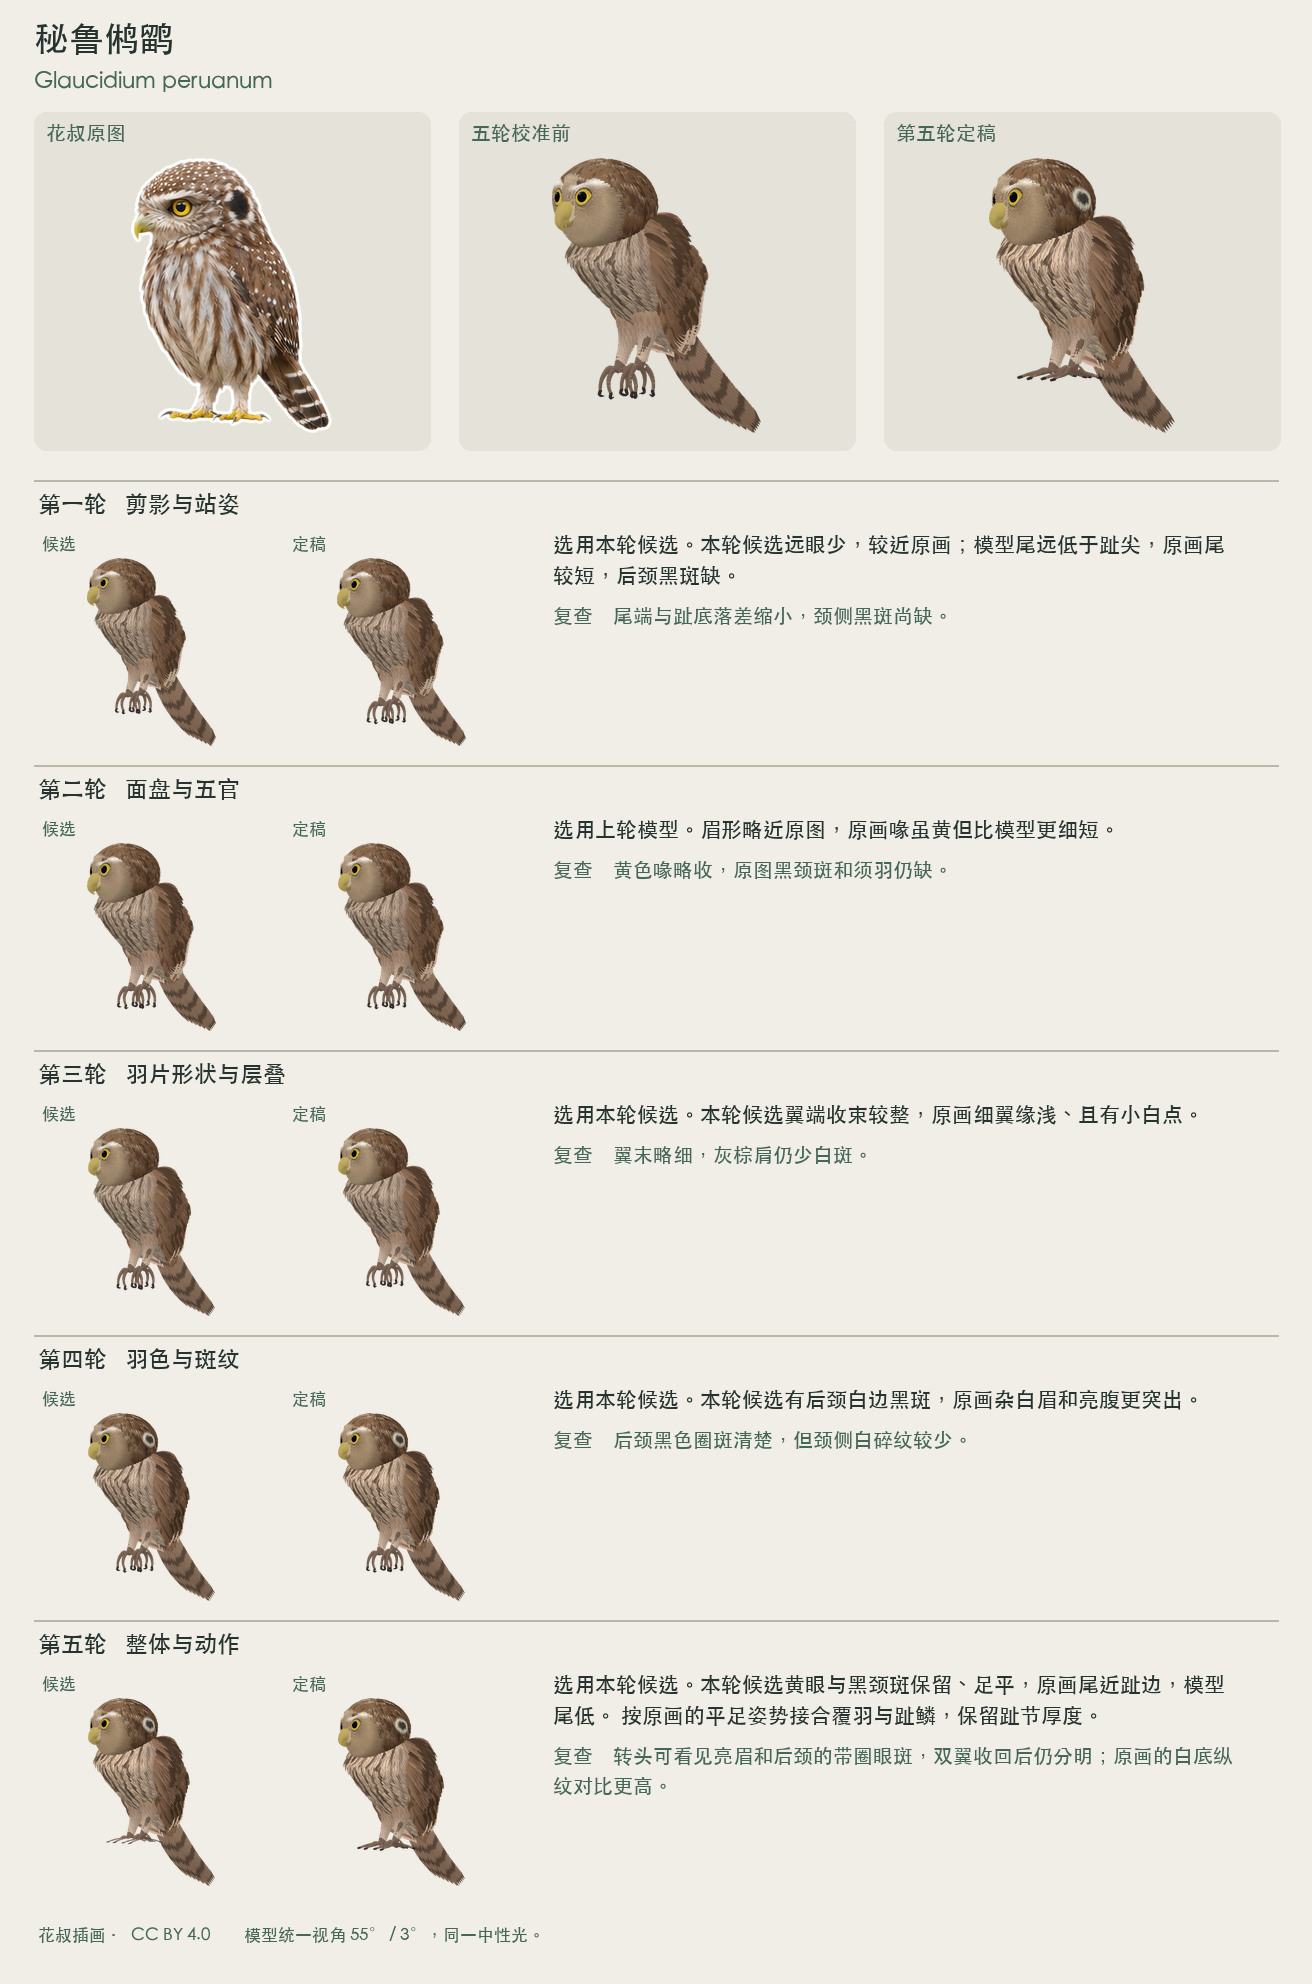 秘鲁鸺鹠
Glaucidium peruanum
花叔原图
五轮校准前
第五轮定稿
第一轮 剪影与站姿
候选
定稿
选用本轮候选。本轮候选远眼少，较近原画；模型尾远低于趾尖，原画尾
较短，后颈黑斑缺。
复查 尾端与趾底落差缩小，颈侧黑斑尚缺。
第二轮 面盘与五官
候选
定稿
选用上轮模型。眉形略近原图，原画喙虽黄但比模型更细短。
复查 黄色喙略收，原图黑颈斑和须羽仍缺。
第三轮 羽片形状与层叠
候选
定稿
选用本轮候选。本轮候选翼端收束较整，原画细翼缘浅、且有小白点。
复查 翼末略细，灰棕肩仍少白斑。
第四轮 羽色与斑纹
候选
定稿
选用本轮候选。本轮候选有后颈白边黑斑，原画杂白眉和亮腹更突出。
复查 后颈黑色圈斑清楚，但颈侧白碎纹较少。
第五轮 整体与动作
候选
定稿
选用本轮候选。本轮候选黄眼与黑颈斑保留、足平，原画尾近趾边，模型
尾低。 按原画的平足姿势接合覆羽与趾鳞，保留趾节厚度。
复查 转头可看见亮眉和后颈的带圈眼斑，双翼收回后仍分明；原画的白底纵
纹对比更高。
花叔插画 · CC BY 4.0 模型统一视角 55° / 3°，同一中性光。